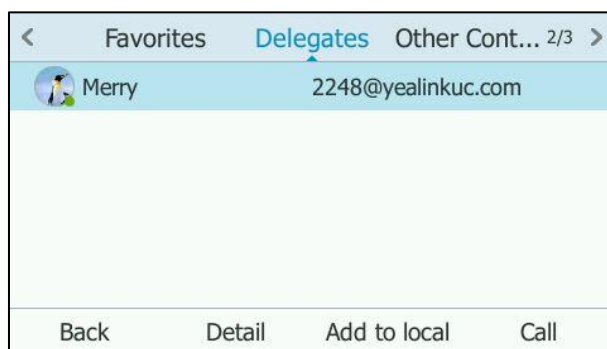 < Favorites Delegates Other Cont... 2/3 >
Merry 2248@yealinkuc.com
Back Detail Add to local Call